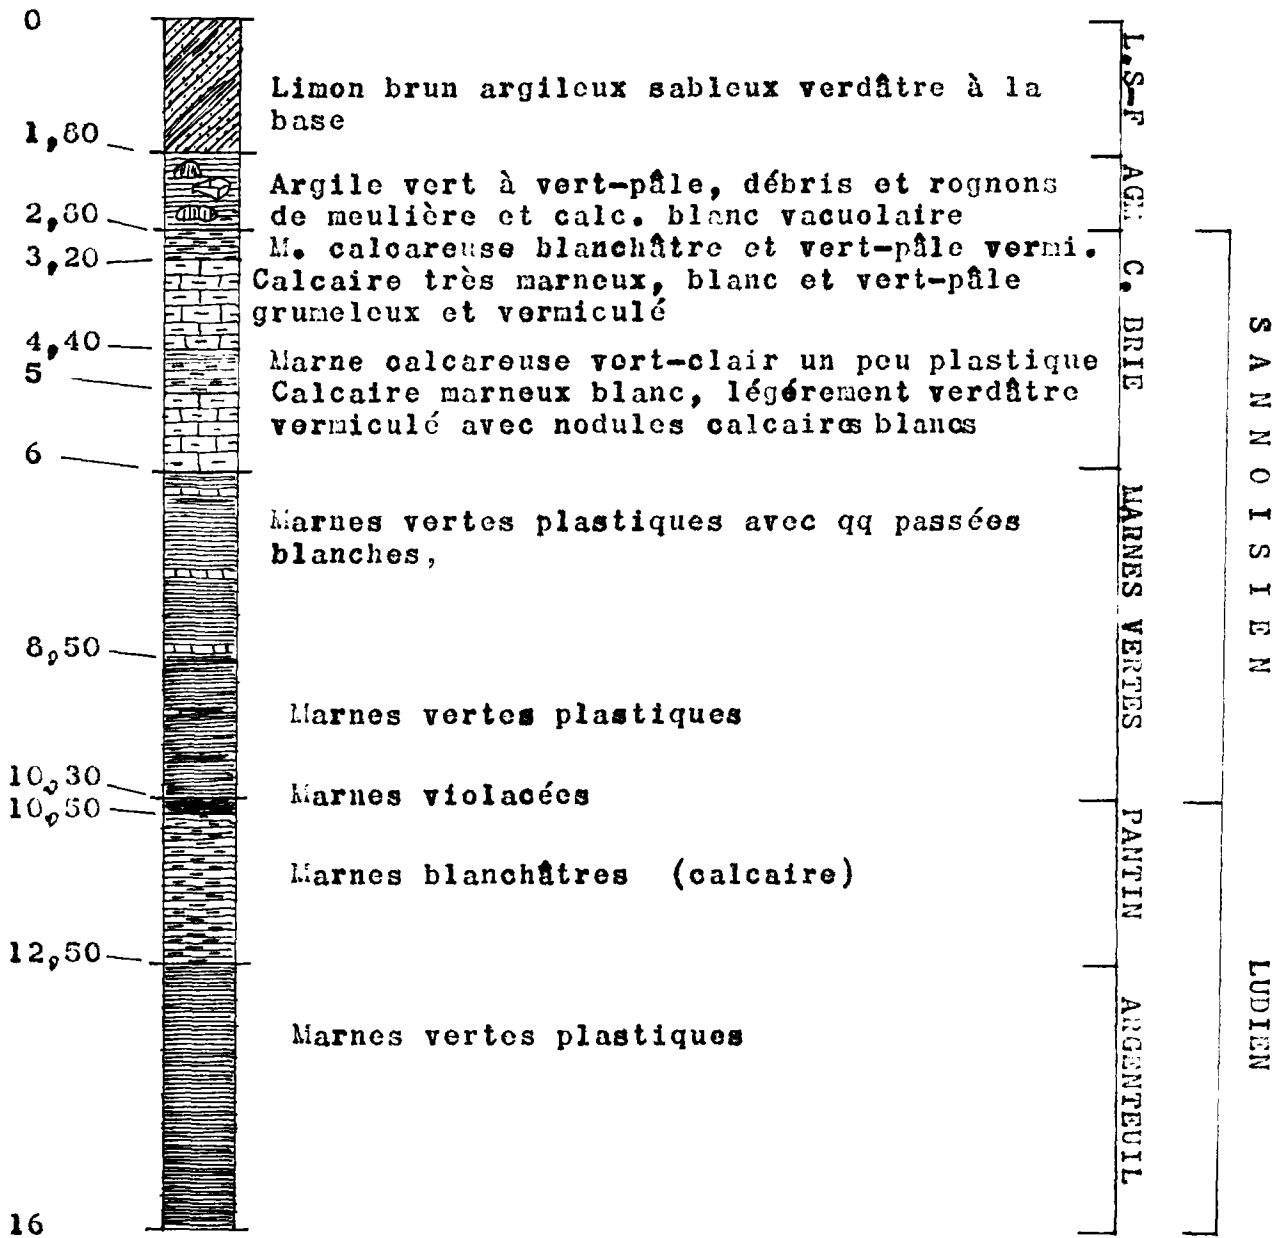 0
Limon brun argileux sableux verdâtre à la
base
1,80
Argile vert à vert-pâle, débris et rognons
de meulière et calc. blanc vacuolaire
2,80
M. calcareuse blanchâtre et vert-pâle vermi.
3,20
Calcaire très marneux, blanc et vert-pâle
grumeleux et vermiculé
4,40
Marne calcareuse vert-clair un peu plastique
5
Calcaire marneux blanc, légérement verdâtre
vermiculé avec nodules calcaires blancs
6
Marnes vertes plastiques avec qq passées
blanches,
8,50
Marnes vertes plastiques
10,30
Marnes violacées
10,50
Marnes blanchâtres (calcaire)
12,50
Marnes vertes plastiques
16
L.S-F
AGM
C. BRIE
MARNES VERTES
PANTIN
ARGENTEUIL
SANNOISIEN
LUDIEN